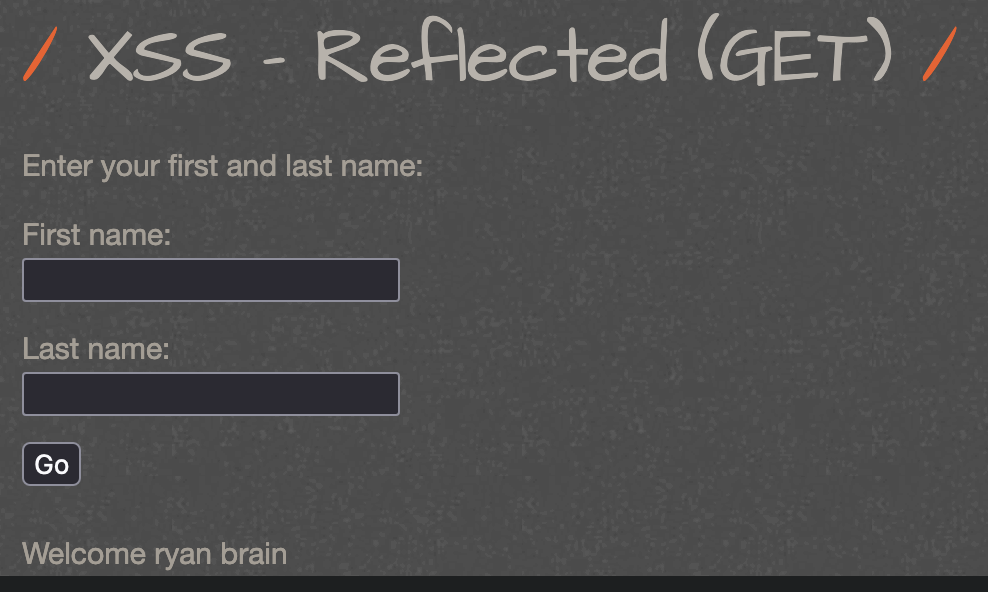 / XSS - Reflected (GET) /
Enter your first and last name:
First name:
Last name:
Go
Welcome ryan brain